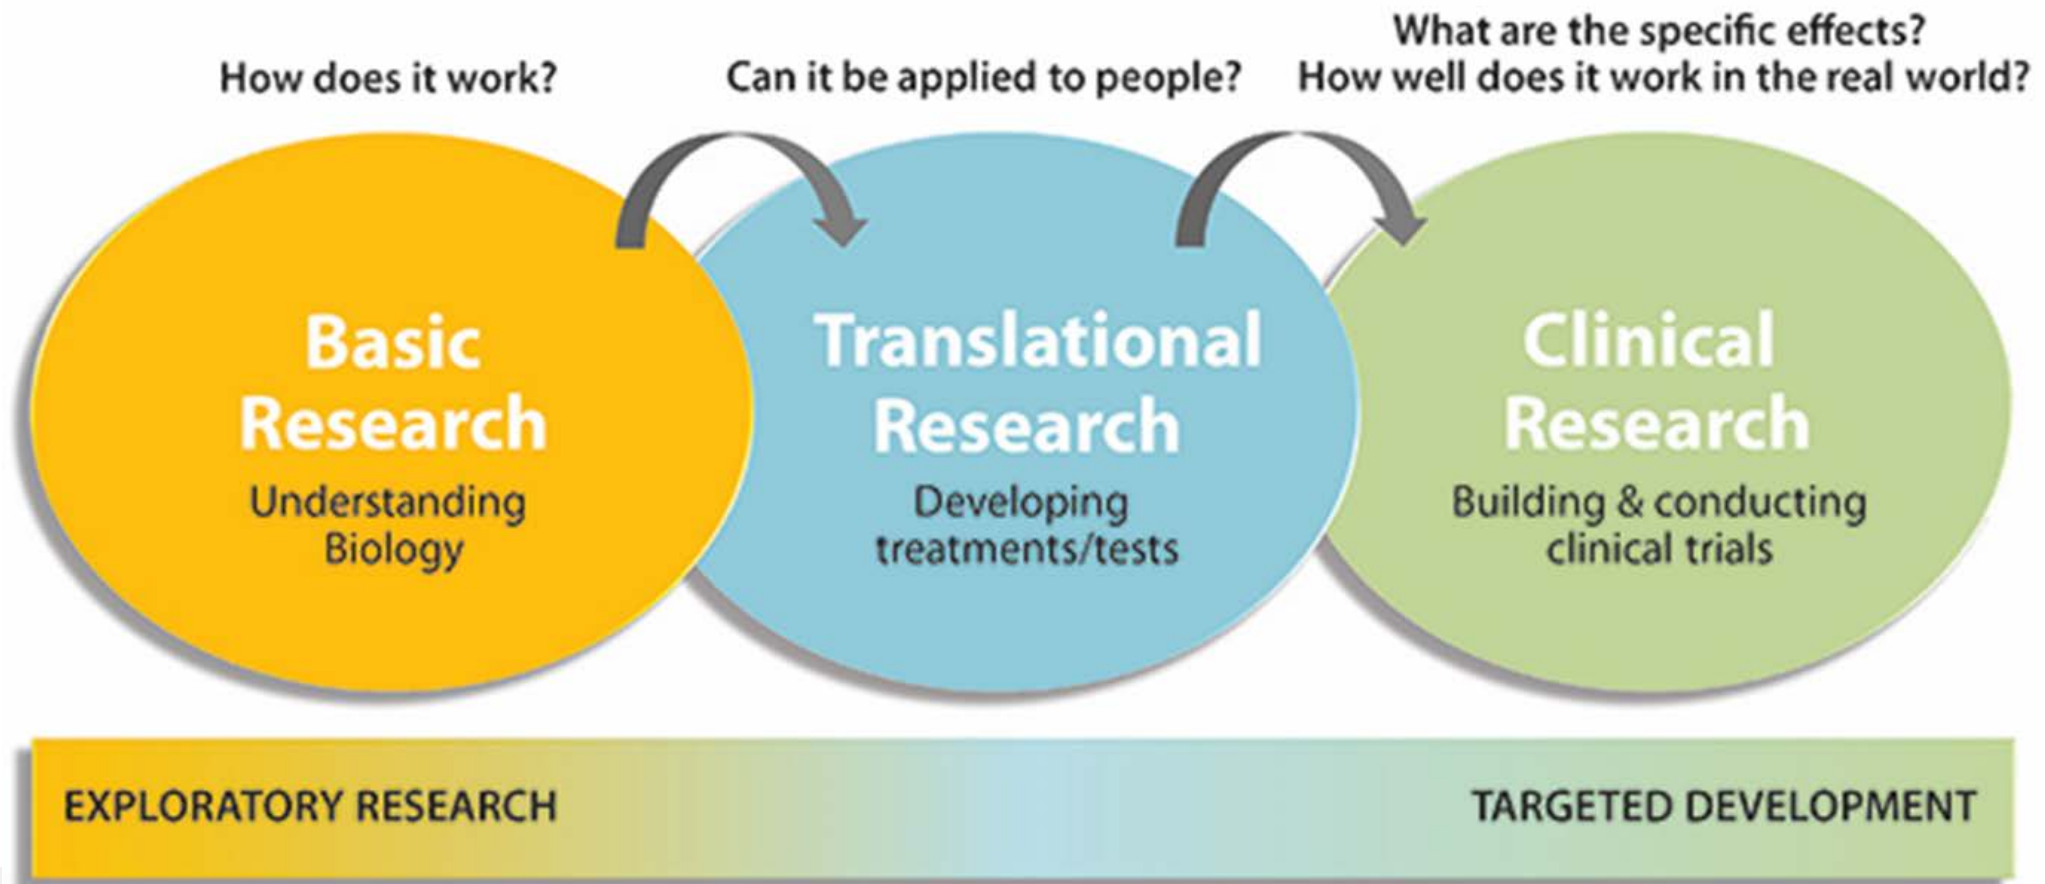 How does it work?
Can it be applied to people?
What are the specific effects?
How well does it work in the real world?
Basic
Research
Understanding
Biology
Translational
Research
Developing
treatments/tests
Clinical
Research
Building & conducting
clinical trials
EXPLORATORY RESEARCH
TARGETED DEVELOPMENT